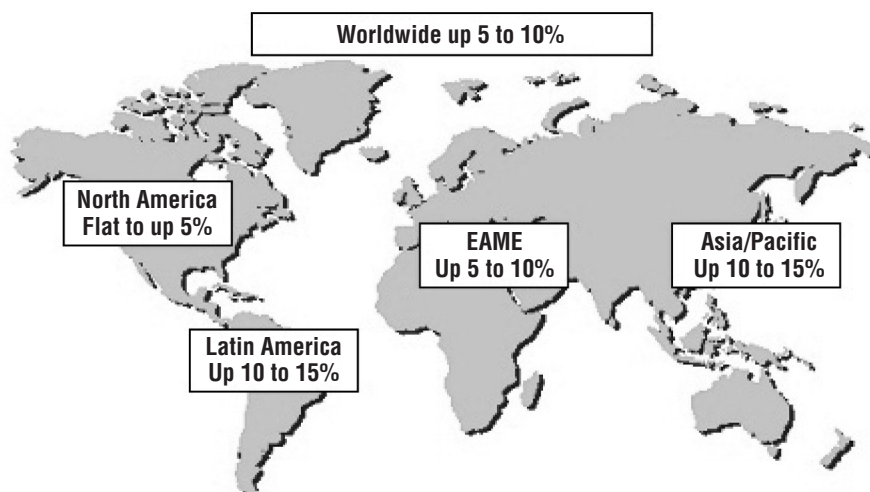 Worldwide up 5 to 10%
North America
Flat to up 5%
EAME
Up 5 to 10%
Asia/Pacific
Up 10 to 15%
Latin America
Up 10 to 15%